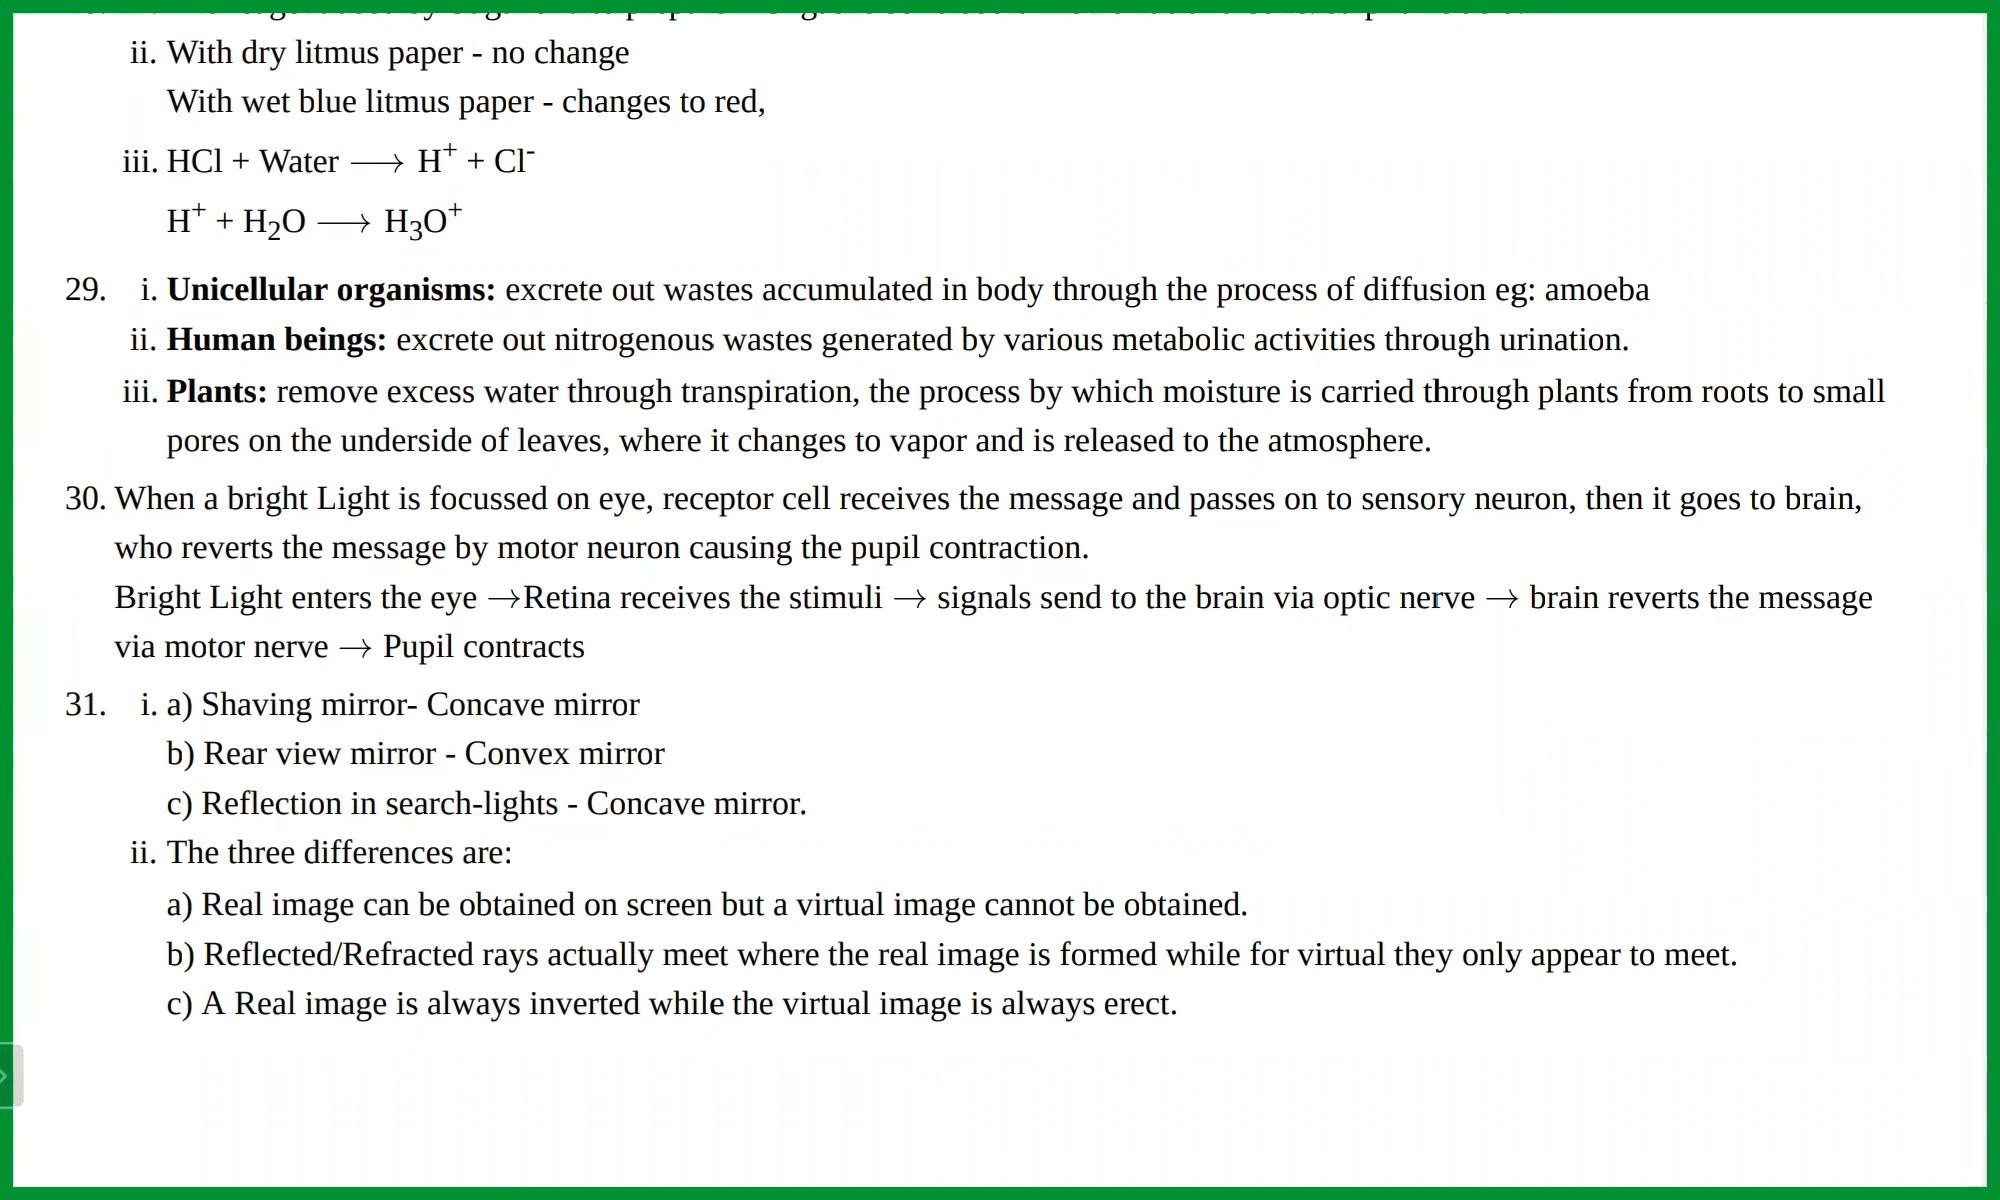 ii. With dry litmus paper - no change
With wet blue litmus paper - changes to red,
iii. HCl + Water ⟶ H⁺ + Cl⁻
H⁺ + H₂O ⟶ H₃O⁺
29. i. Unicellular organisms: excrete out wastes accumulated in body through the process of diffusion eg: amoeba
ii. Human beings: excrete out nitrogenous wastes generated by various metabolic activities through urination.
iii. Plants: remove excess water through transpiration, the process by which moisture is carried through plants from roots to small
pores on the underside of leaves, where it changes to vapor and is released to the atmosphere.
30. When a bright Light is focussed on eye, receptor cell receives the message and passes on to sensory neuron, then it goes to brain,
who reverts the message by motor neuron causing the pupil contraction.
Bright Light enters the eye →Retina receives the stimuli → signals send to the brain via optic nerve → brain reverts the message
via motor nerve → Pupil contracts
31. i. a) Shaving mirror- Concave mirror
b) Rear view mirror - Convex mirror
c) Reflection in search-lights - Concave mirror.
ii. The three differences are:
a) Real image can be obtained on screen but a virtual image cannot be obtained.
b) Reflected/Refracted rays actually meet where the real image is formed while for virtual they only appear to meet.
c) A Real image is always inverted while the virtual image is always erect.